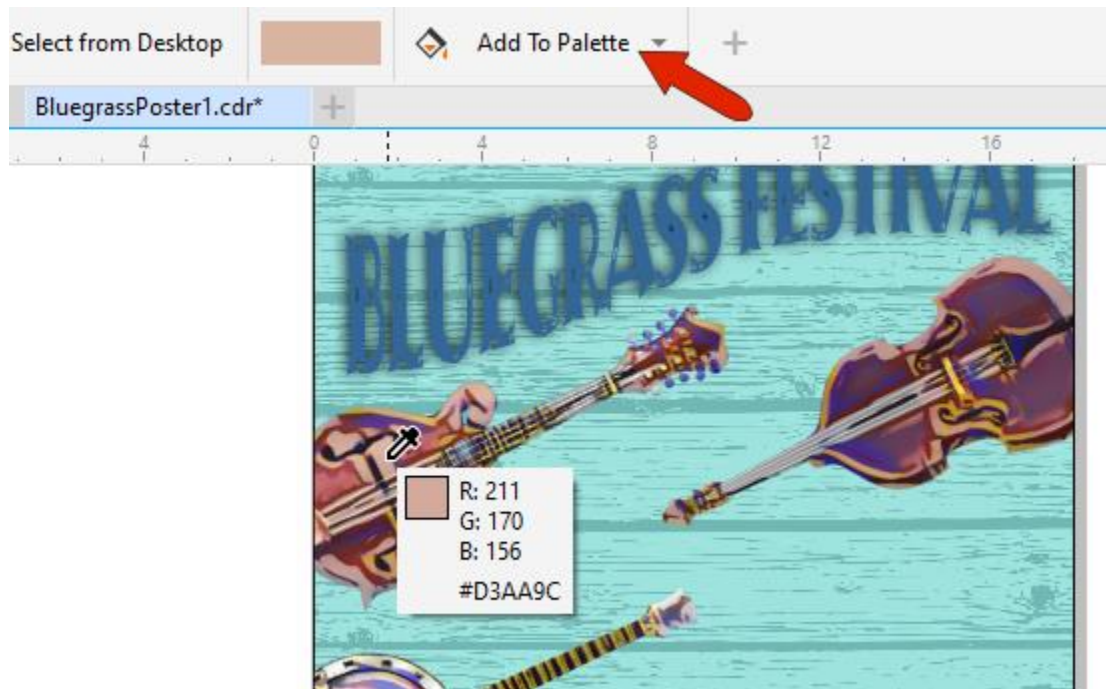 Select from Desktop Add To Palette
BluegrassPoster1.cdr*
4 0 4 8 12 16
BLUEGRASS FESTIVAL
R: 211
G: 170
B: 156
#D3AA9C